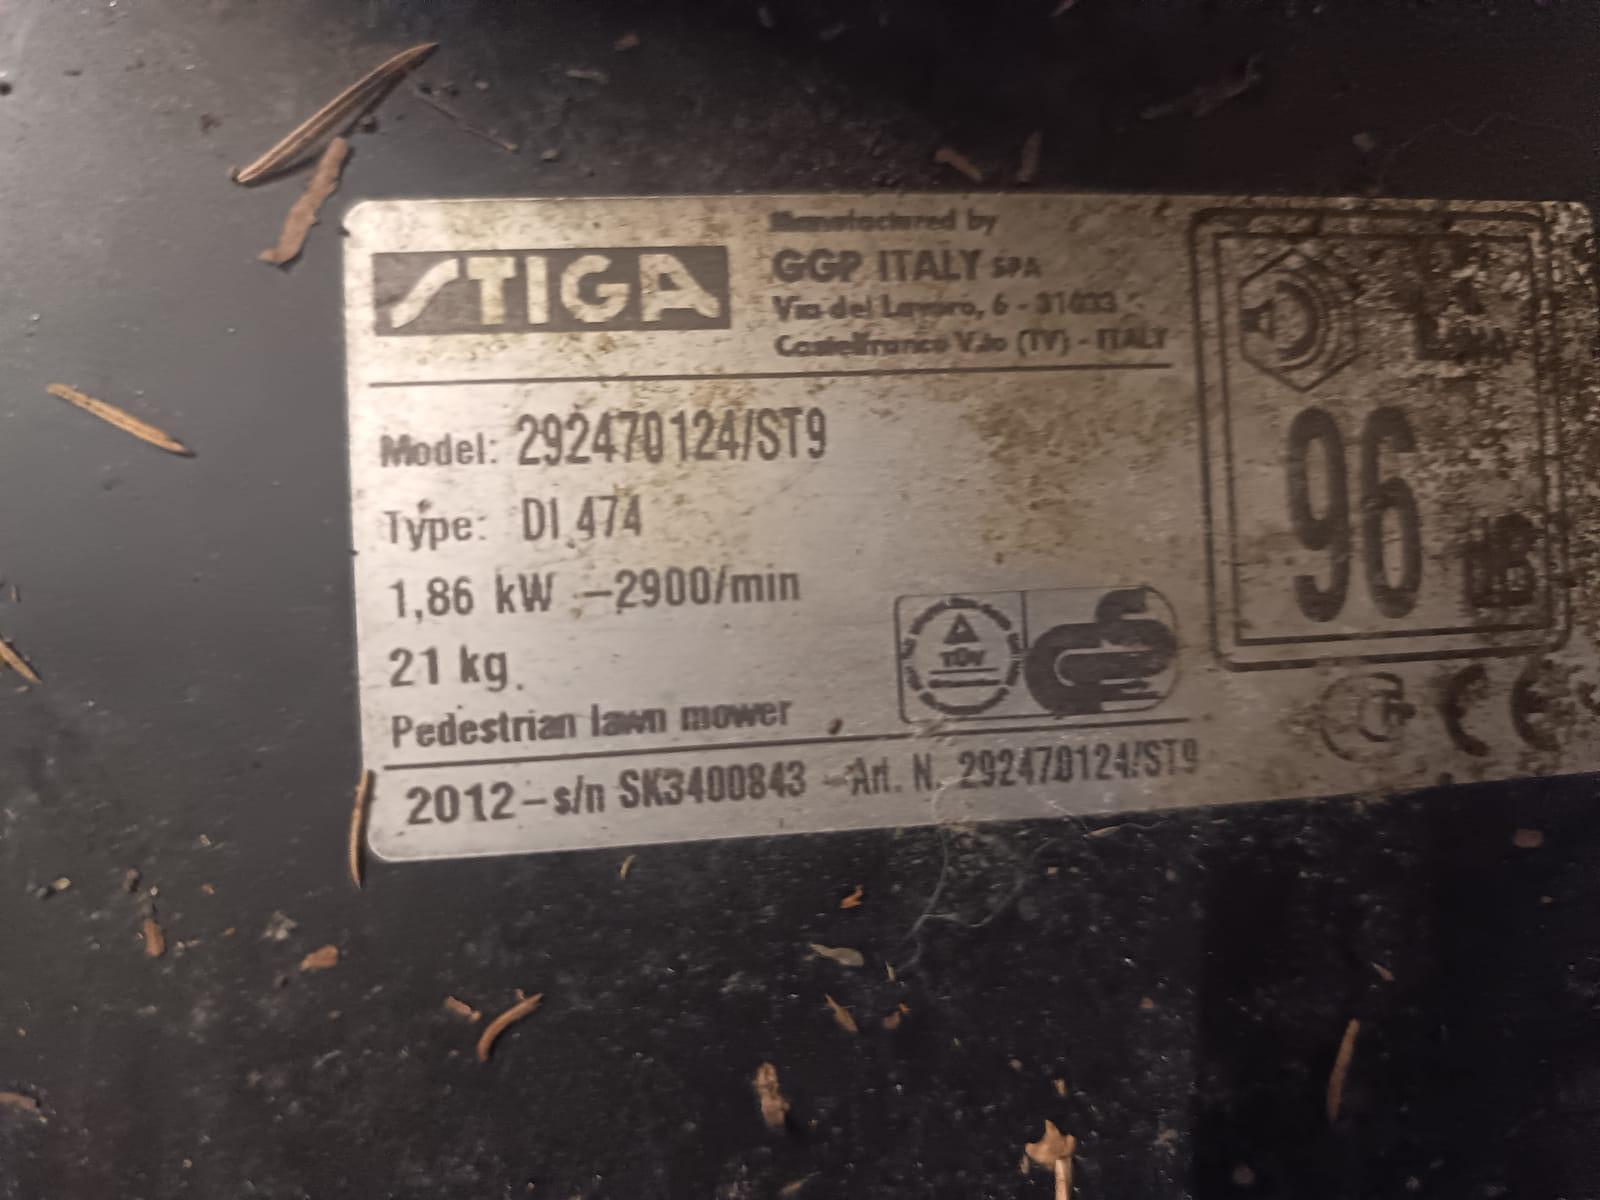 STIGA
Manufactured by
GGP ITALY SPA
Via del Lavoro, 6 - 31033
Castelfranco V.to (TV) - ITALY
Model: 292470124/ST9
Type: DI 474
1,86 kW - 2900/min
21 kg
Pedestrian lawn mower
2012 - s/n SK3400843 - Art. N. 292470124/ST9
TÜV
GS
96
dB
CE